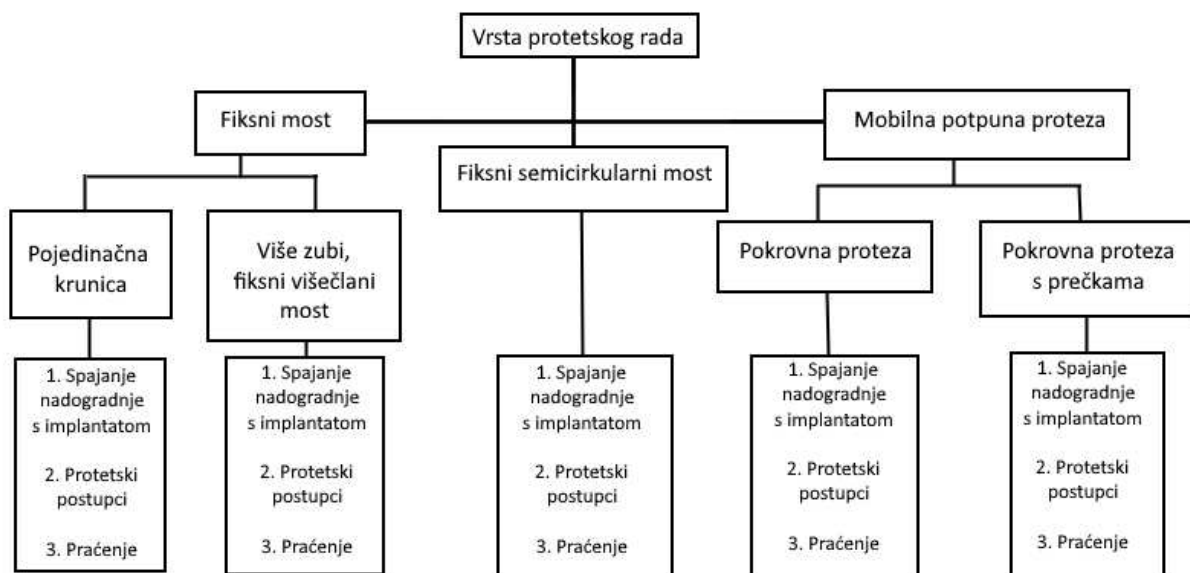 Vrsta protetskog rada
Fiksni most
Mobilna potpuna proteza
Fiksni semicirkularni most
Pojedinačna
krunica
Više zubi,
fiksni višečlani
most
Pokrovna proteza
Pokrovna proteza
s prečkama
1. Spajanje
nadogradnje
s implantatom
2. Protetski
postupci
3. Praćenje
1. Spajanje
nadogradnje
s implantatom
2. Protetski
postupci
3. Praćenje
1. Spajanje
nadogradnje
s implantatom
2. Protetski
postupci
3. Praćenje
1. Spajanje
nadogradnje
s implantatom
2. Protetski
postupci
3. Praćenje
1. Spajanje
nadogradnje
s implantatom
2. Protetski
postupci
3. Praćenje